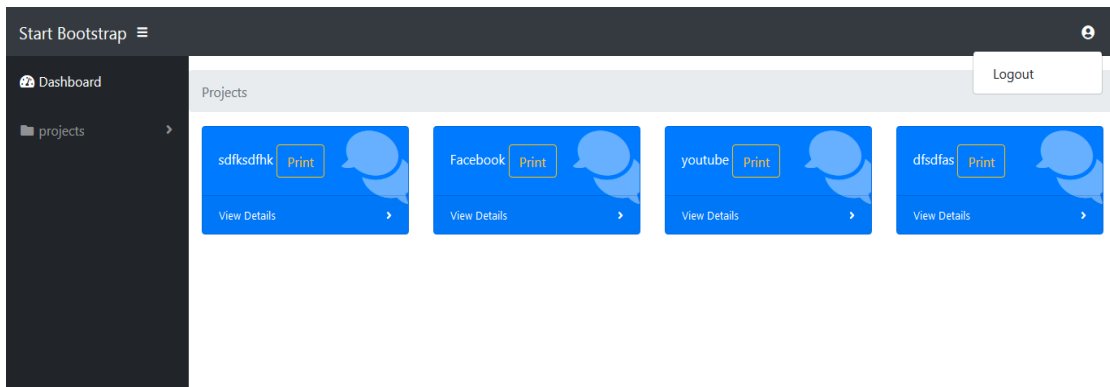 Start Bootstrap
Logout
Dashboard
projects
Projects
sdfksdfhk Print
View Details
Facebook Print
View Details
youtube Print
View Details
dfsdfas Print
View Details